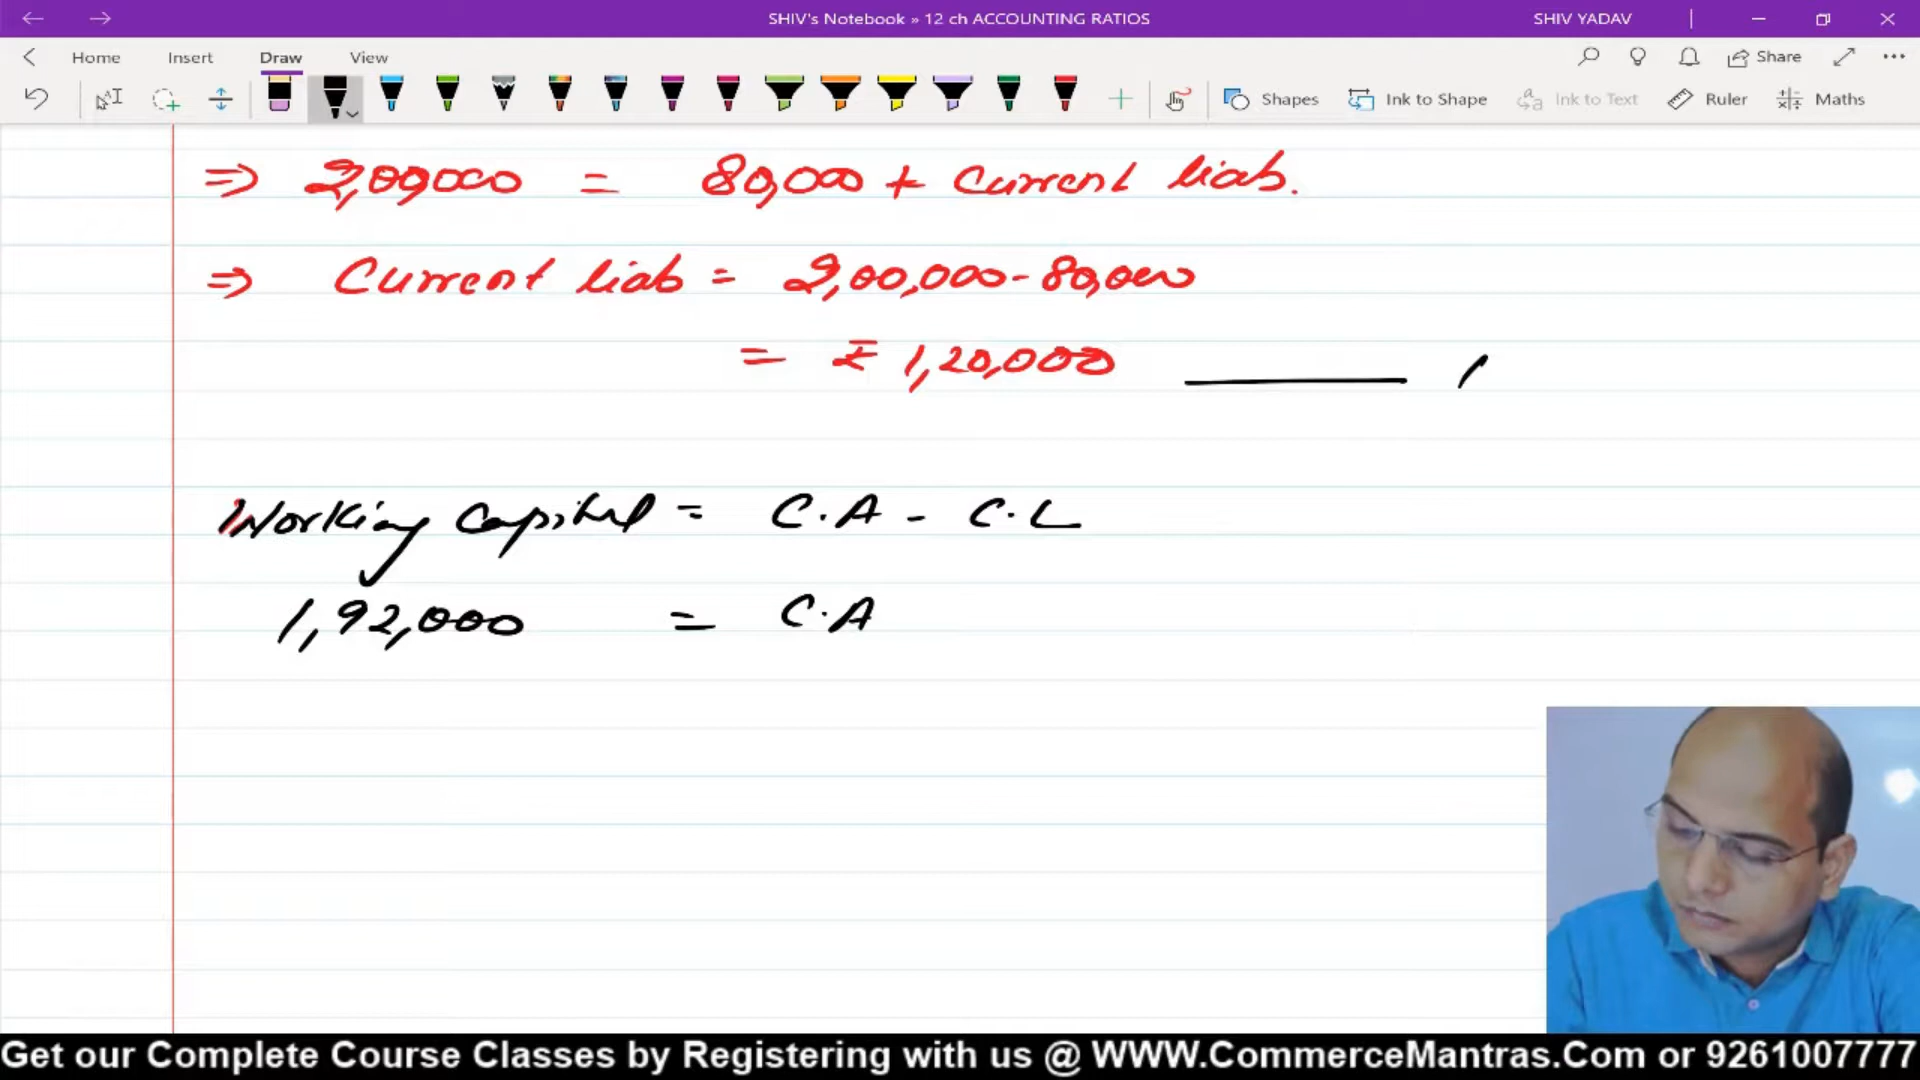 SHIV's Notebook » 12 ch ACCOUNTING RATIOS
SHIV YADAV
Home Insert Draw View
Share
Shapes
Ink to Shape
Ink to Text
Ruler
Maths
⇒ 2,00,000 = 80,000 + Current liab.
⇒ Current liab = 2,00,000 - 80,000
= ₹ 1,20,000
Working Capital = C.A - C.L
1,92,000 = C.A
Get our Complete Course Classes by Registering with us @ WWW.CommerceMantras.Com or 9261007777